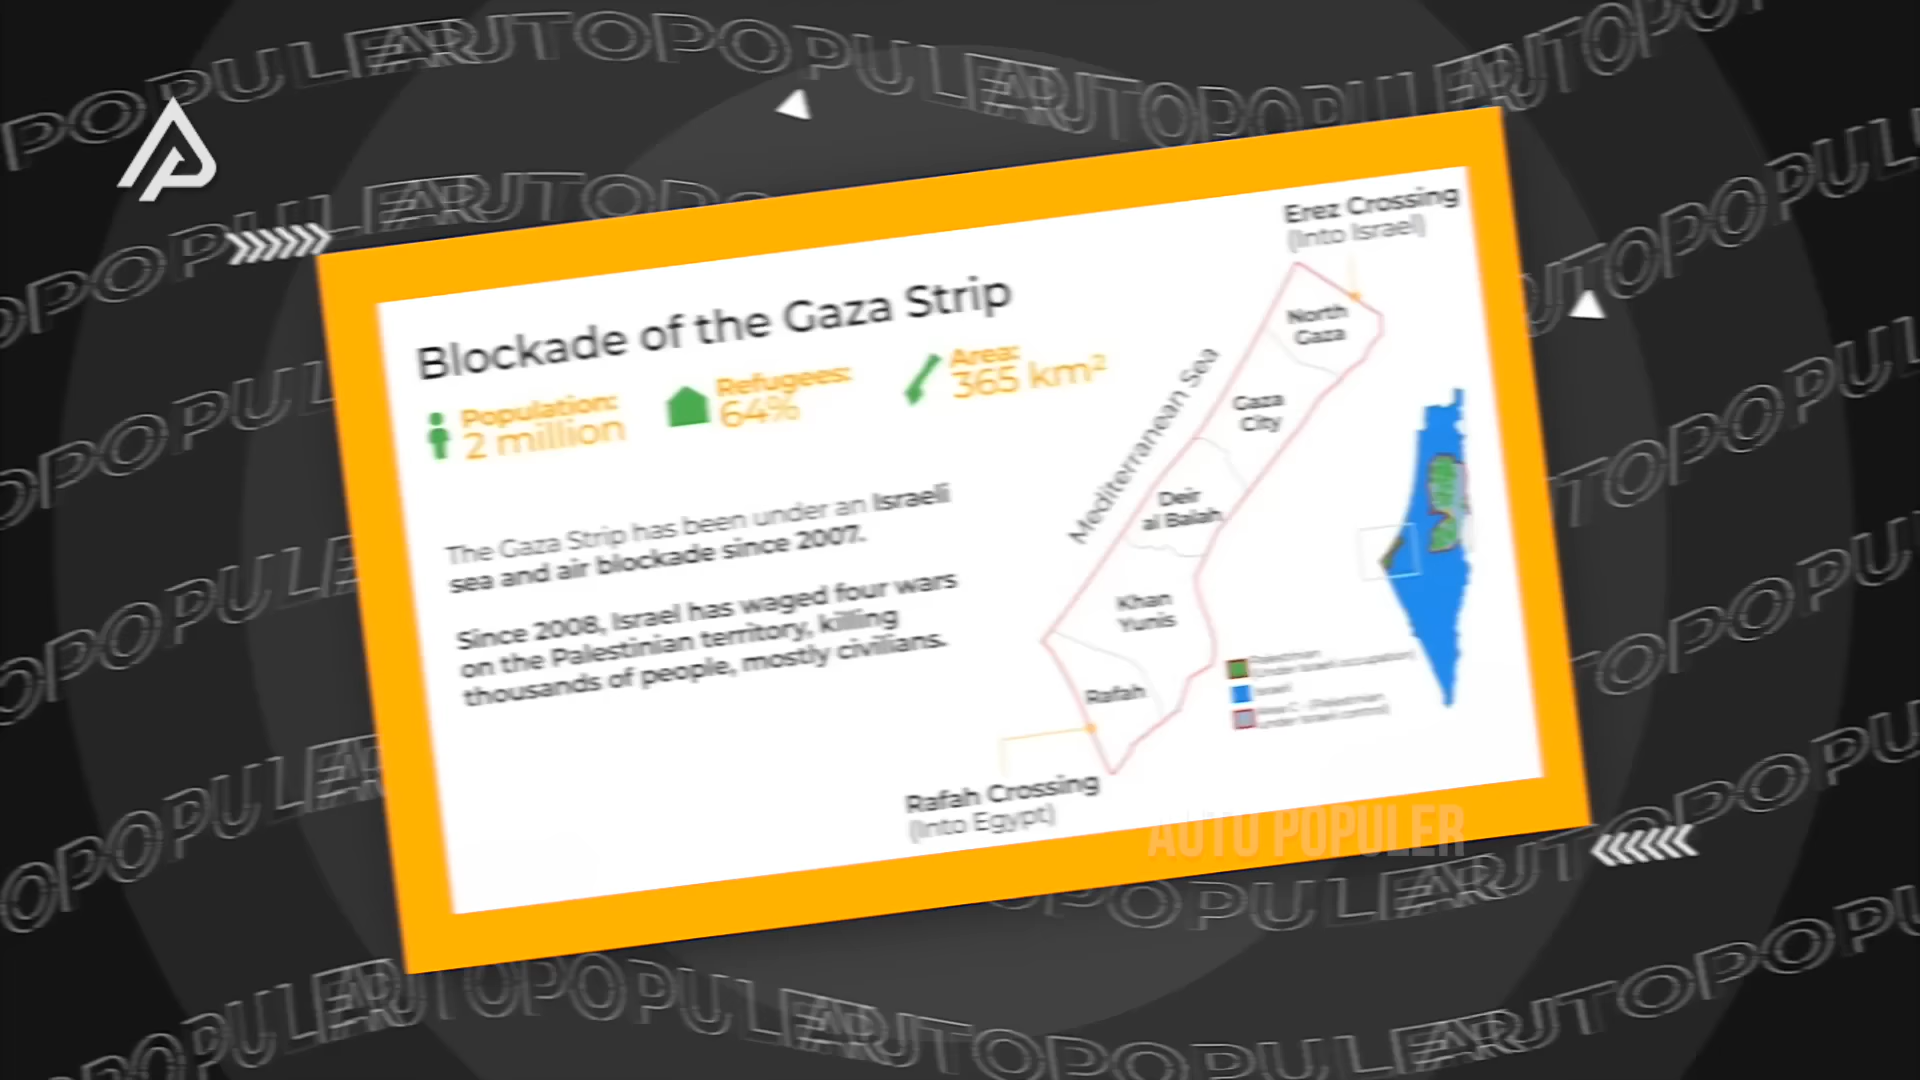 Blockade of the Gaza Strip
Population:
2 million
Refugees:
64%
Area:
365 km²
The Gaza Strip has been under an Israeli
sea and air blockade since 2007.
Since 2008, Israel has waged four wars
on the Palestinian territory, killing
thousands of people, mostly civilians.
Erez Crossing
(Into Israel)
North
Gaza
Mediterranean Sea
Gaza
City
Deir
al Balah
Khan
Yunis
Rafah
Rafah Crossing
(Into Egypt)
Palestinian
Israel
AUTO POPULER
AUTOPOPULER